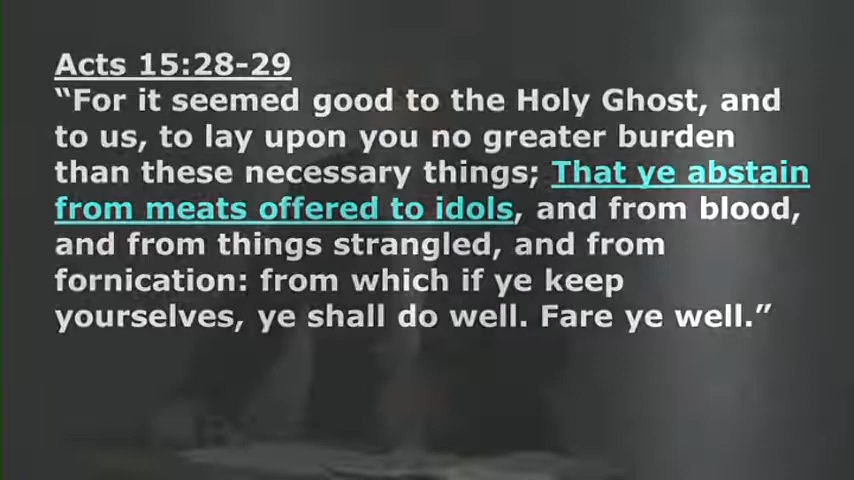 Acts 15:28-29
“For it seemed good to the Holy Ghost, and
to us, to lay upon you no greater burden
than these necessary things; That ye abstain
from meats offered to idols, and from blood,
and from things strangled, and from
fornication: from which if ye keep
yourselves, ye shall do well. Fare ye well.”